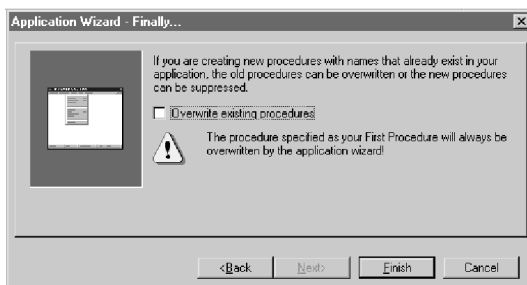 Application Wizard - Finally...
If you are creating new procedures with names that already exist in your
application, the old procedures can be overwritten or the new procedures
can be suppressed.
Overwrite existing procedures
The procedure specified as your First Procedure will always be
overwritten by the application wizard!
<Back
Next>
Finish
Cancel